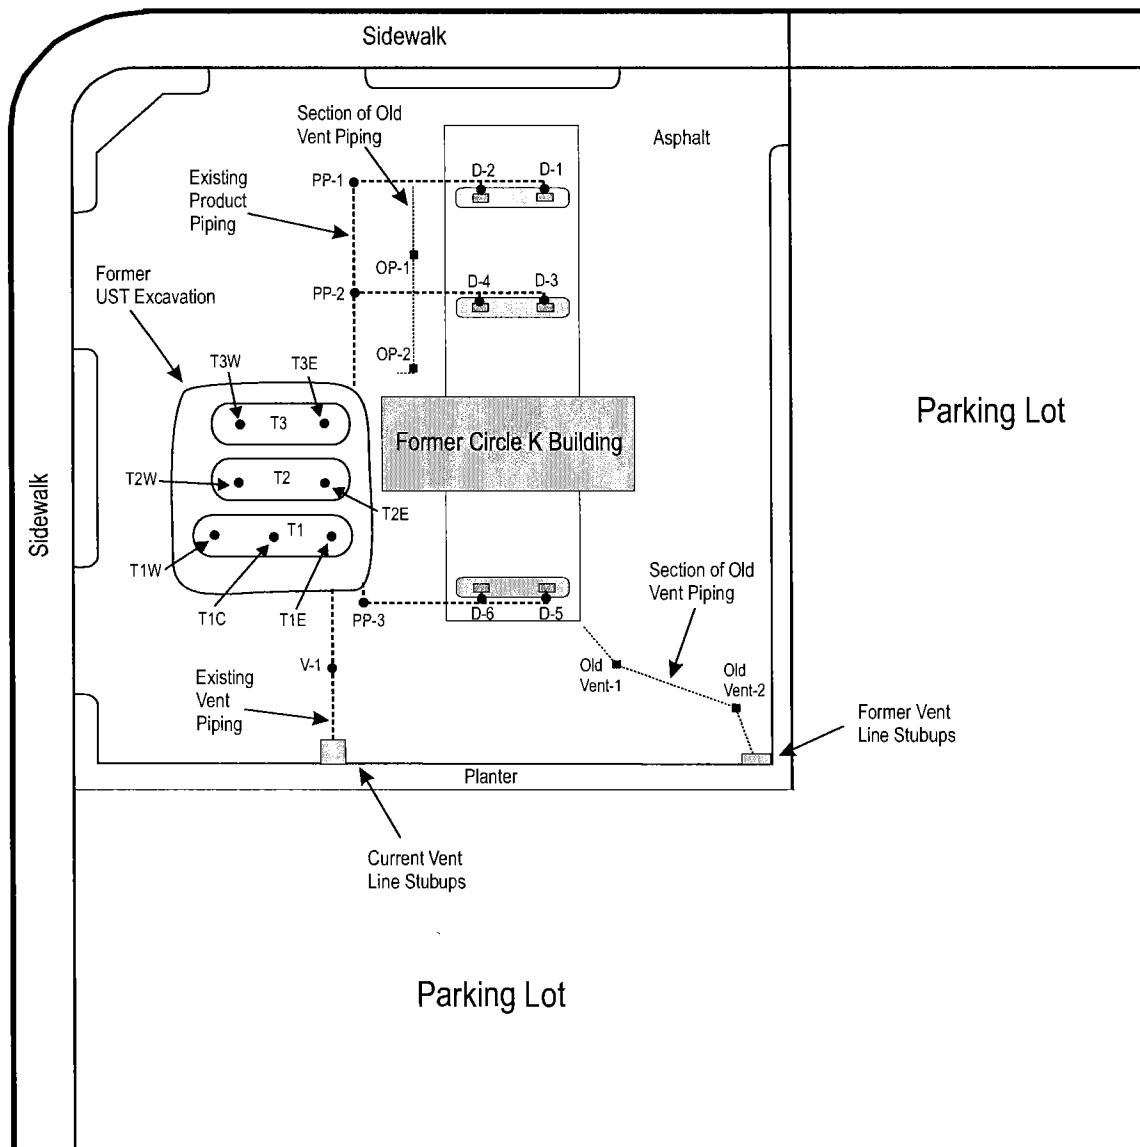 Sidewalk
Section of Old
Vent Piping
Asphalt
Existing
Product
Piping
PP-1
D-2
D-1
Former
UST Excavation
OP-1
PP-2
D-4
D-3
T3W
T3E
OP-2
T3
Former Circle K Building
Parking Lot
T2W
T2
T2E
Sidewalk
T1
T1W
T1C
T1E
PP-3
D-6
D-5
Section of Old
Vent Piping
V-1
Existing
Vent
Piping
Old
Vent-1
Old
Vent-2
Former Vent
Line Stubups
Planter
Current Vent
Line Stubups
Parking Lot